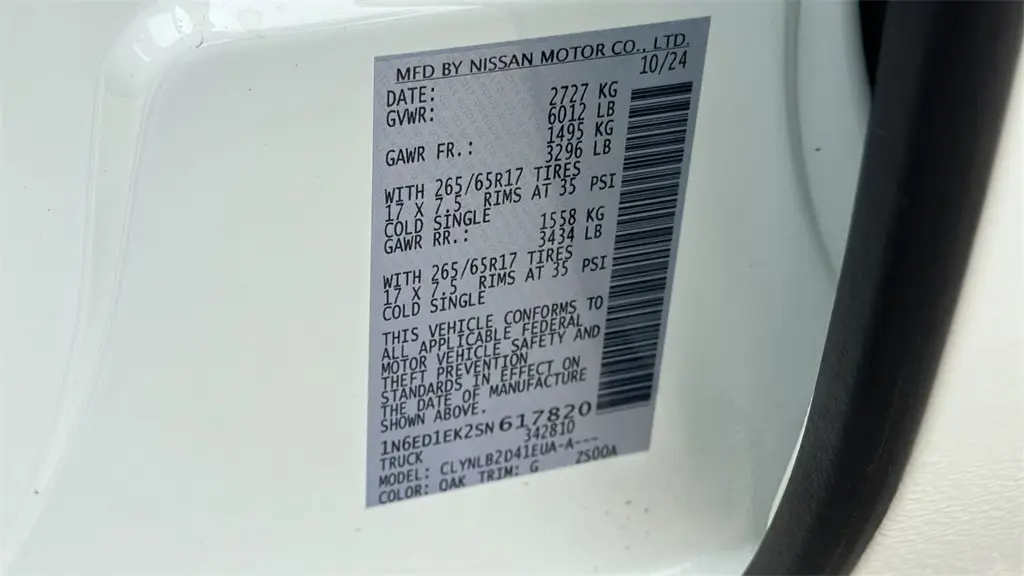 MFD BY NISSAN MOTOR CO., LTD.
DATE: 10/24
GVWR: 2727 KG
6012 LB
GAWR FR.: 1495 KG
3296 LB
WITH 265/65R17 TIRES
17 X 7.5 RIMS AT 35 PSI
COLD SINGLE
GAWR RR.: 1558 KG
3434 LB
WITH 265/65R17 TIRES
17 X 7.5 RIMS AT 35 PSI
COLD SINGLE
THIS VEHICLE CONFORMS TO
ALL APPLICABLE FEDERAL
MOTOR VEHICLE SAFETY AND
THEFT PREVENTION
STANDARDS IN EFFECT ON
THE DATE OF MANUFACTURE
SHOWN ABOVE.
1N6ED1EK2SN617820
TRUCK 342810
MODEL: CLYNLB2D41EUA-A---
COLOR: QAK TRIM: G ZS00A